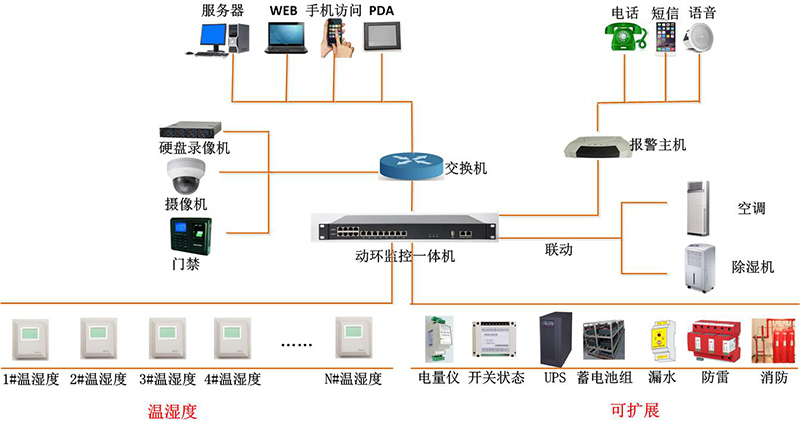 服务器
WEB
手机访问
PDA
电话
短信
语音
硬盘录像机
报警主机
交换机
摄像机
空调
门禁
动环监控一体机
联动
除湿机
1#温湿度
2#温湿度
3#温湿度
4#温湿度
......
N#温湿度
电量仪
开关状态
UPS
蓄电池组
漏水
防雷
消防
温湿度
可扩展